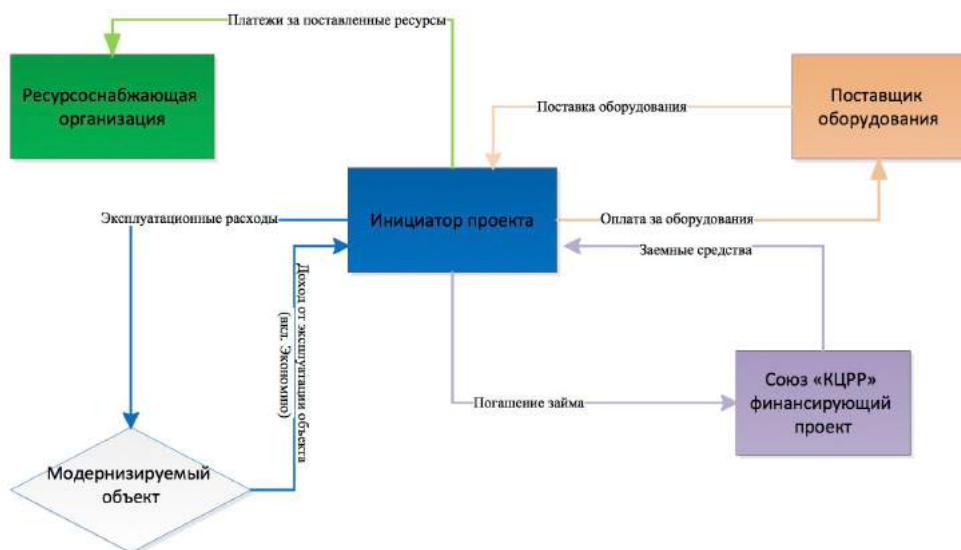 Платежи за поставленные ресурсы
Ресурсоснабжающая
организация
Поставка оборудования
Поставщик
оборудования
Инициатор проекта
Эксплуатационные расходы
Оплата за оборудования
Заемные средства
Доход от эксплуатации объекта
(вкл. Экономию)
Погашение займа
Союз «КЦРР»
финансирующий
проект
Модернизируемый
объект